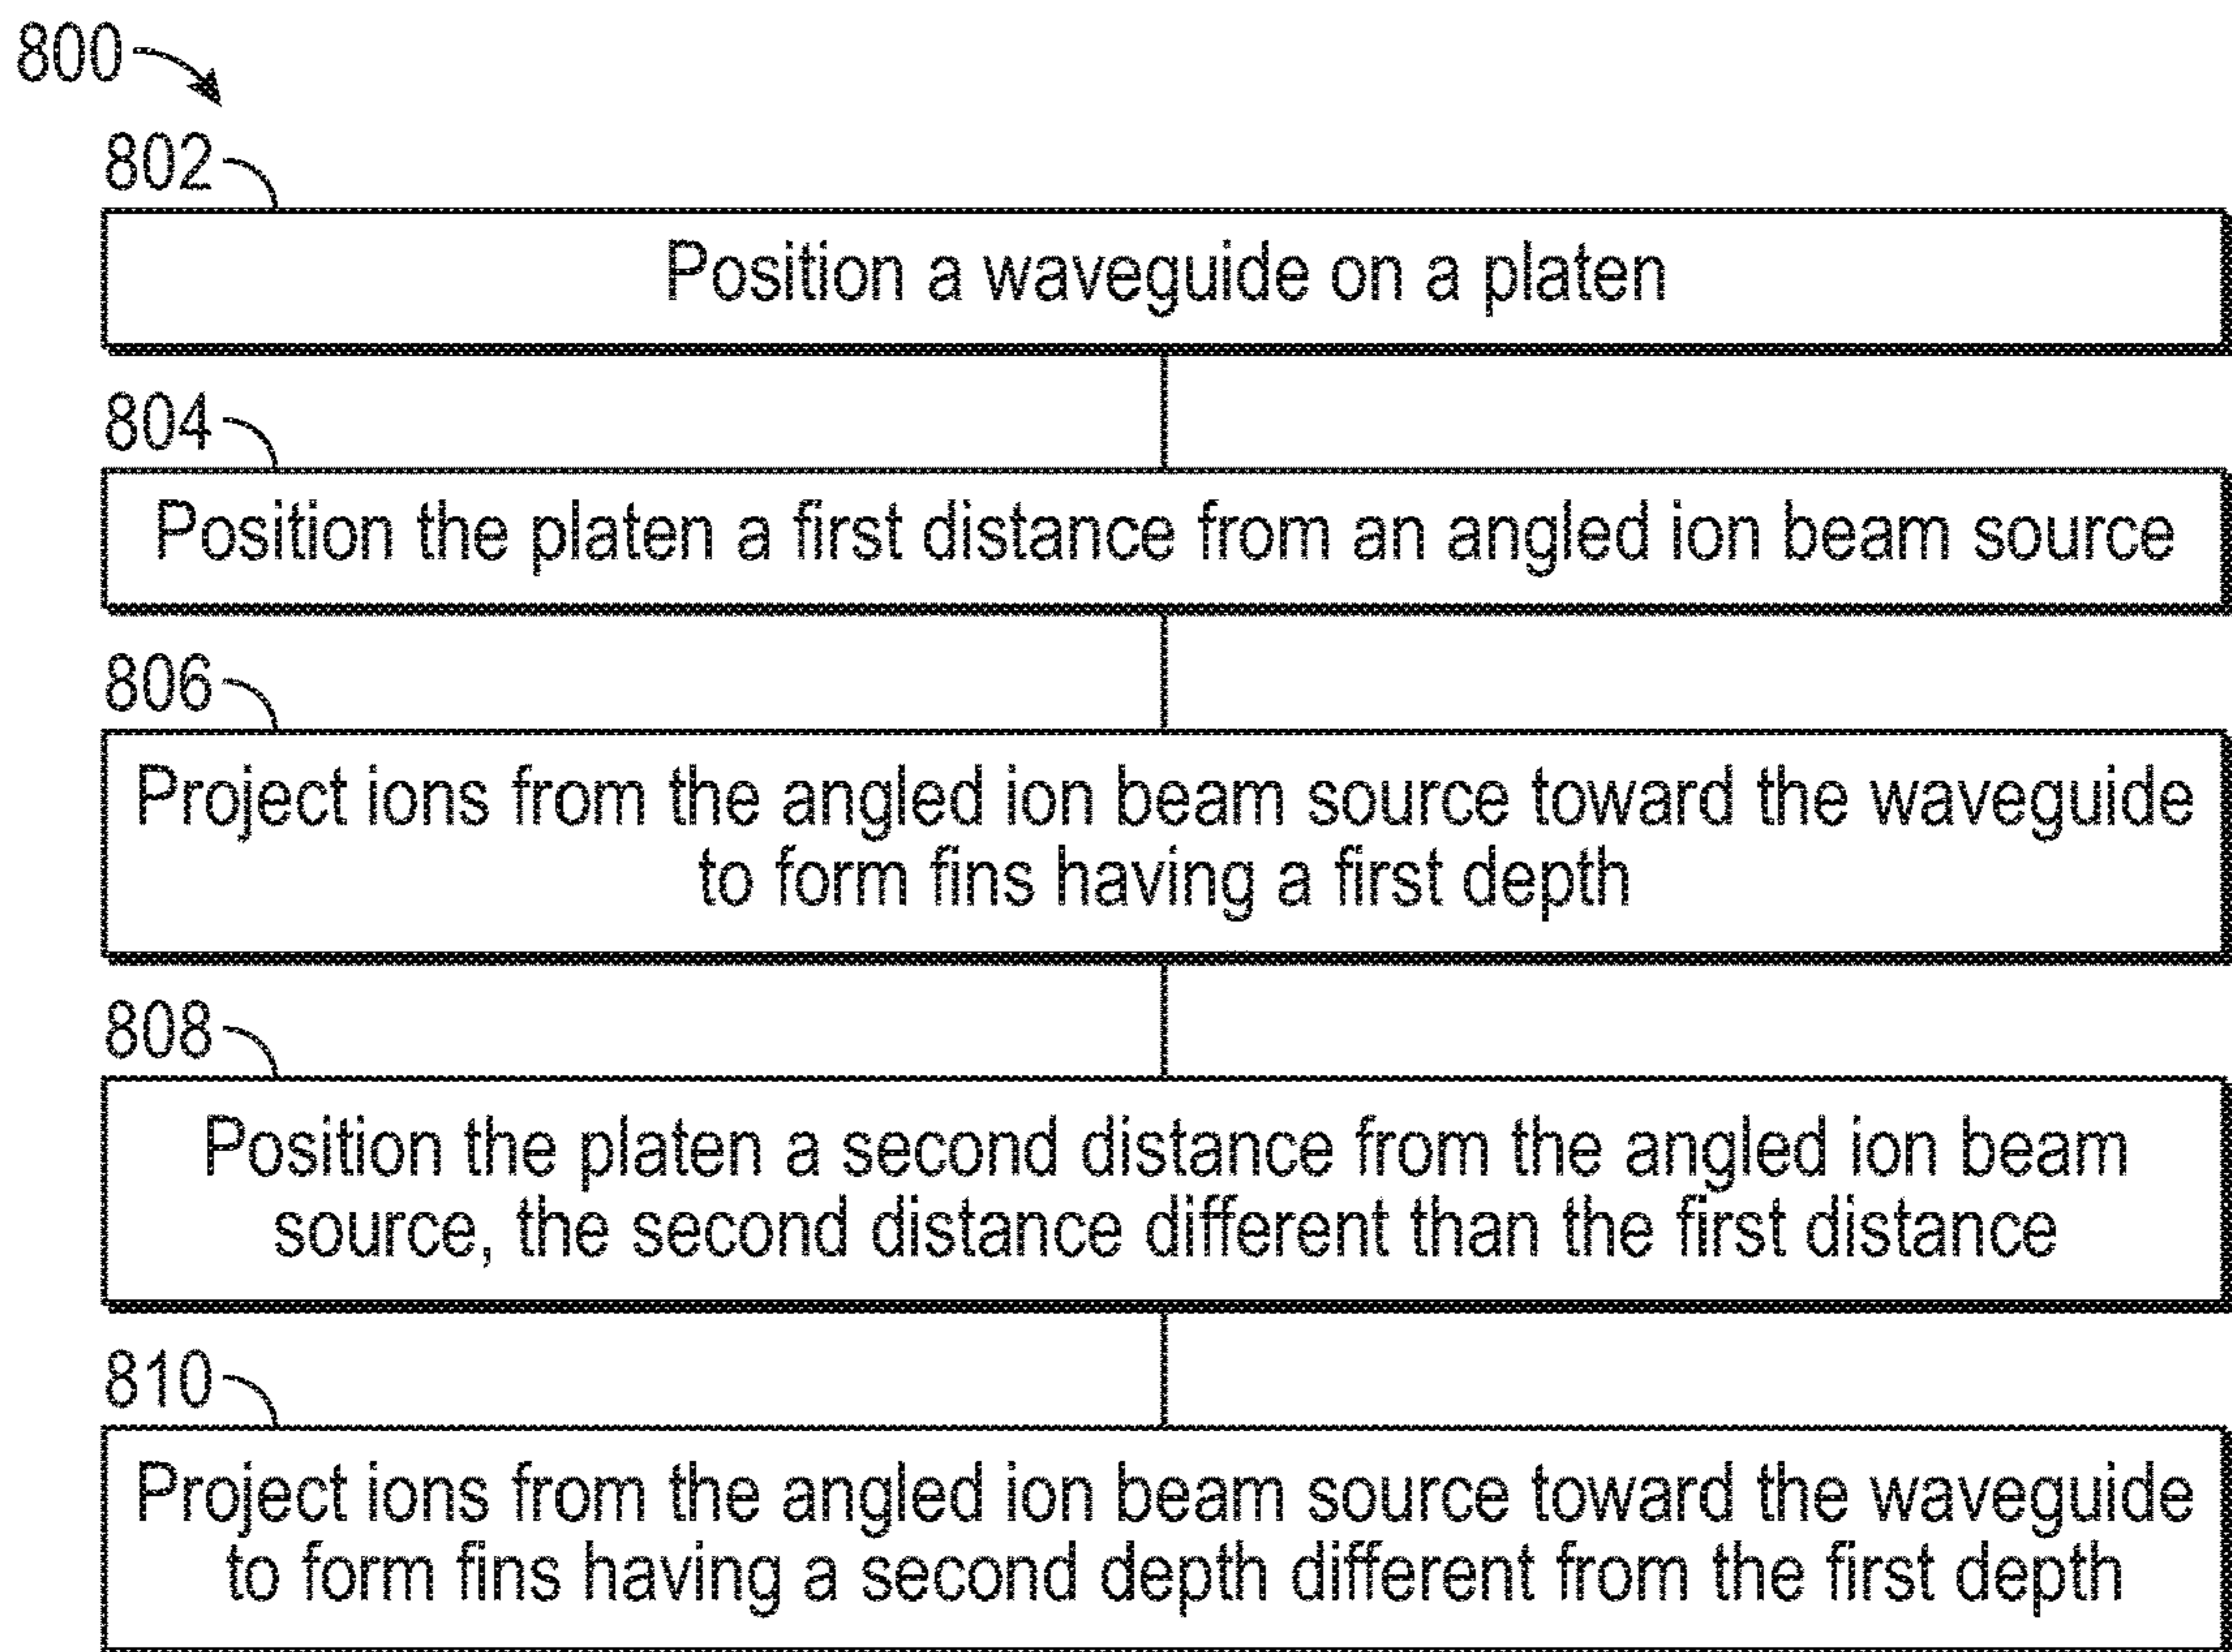 800
802
Position a waveguide on a platen
804
Position the platen a first distance from an angled ion beam source
806
Project ions from the angled ion beam source toward the waveguide
to form fins having a first depth
808
Position the platen a second distance from the angled ion beam
source, the second distance different than the first distance
810
Project ions from the angled ion beam source toward the waveguide
to form fins having a second depth different from the first depth